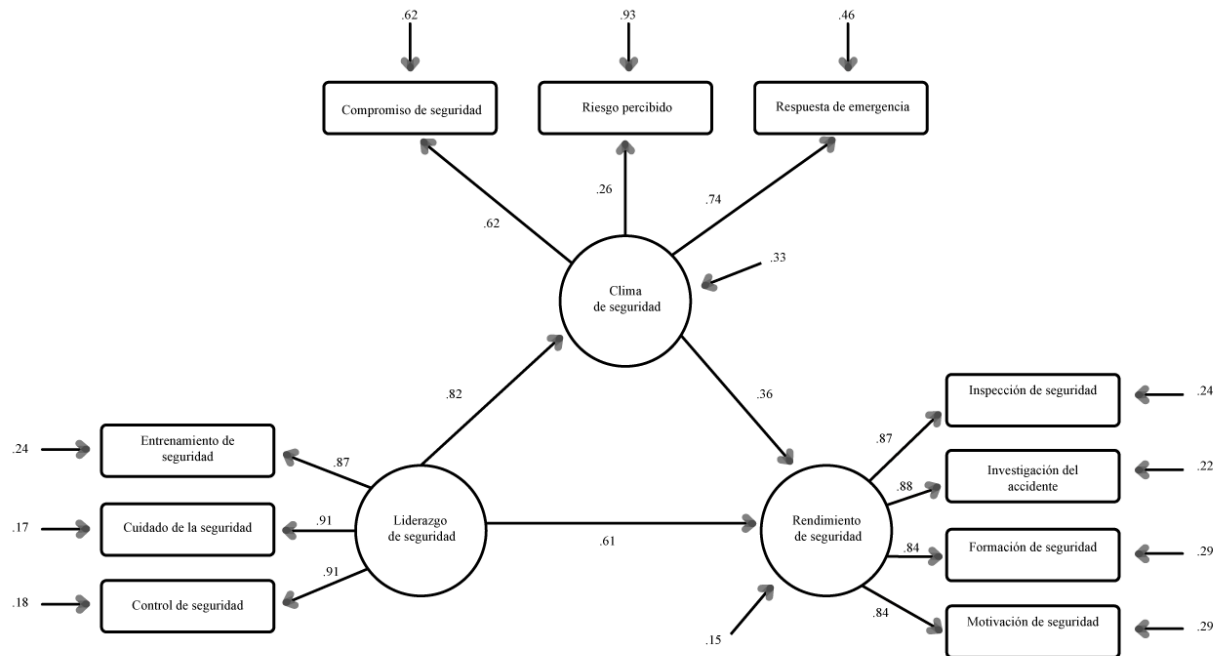 .62
.93
.46
Compromiso de seguridad
Riesgo percibido
Respuesta de emergencia
.62
.26
.74
.33
Clima
de seguridad
.82
.36
.24
Entrenamiento de
seguridad
.87
.17
Cuidado de la seguridad
.91
.18
Control de seguridad
.91
Liderazgo
de seguridad
.61
Rendimiento
de seguridad
.15
.87
Inspección de seguridad
.24
.88
Investigación del
accidente
.22
.84
Formación de seguridad
.29
.84
Motivación de seguridad
.29